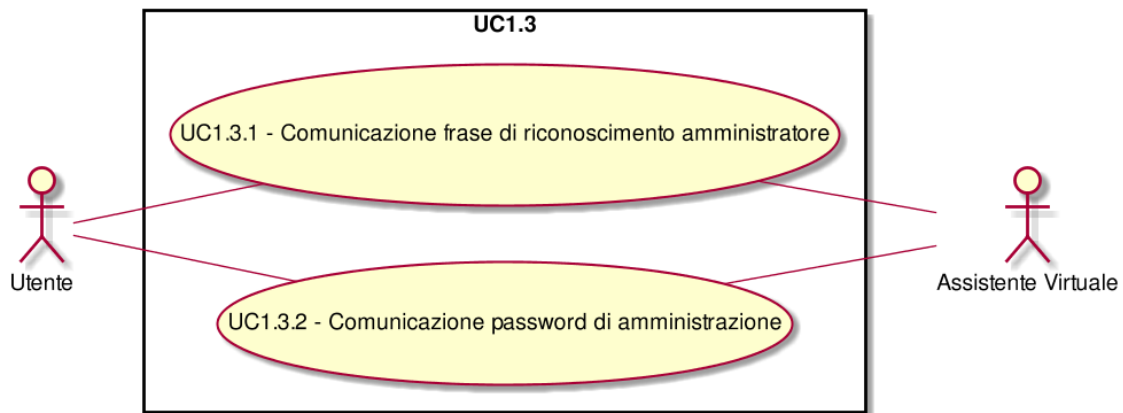 UC1.3
UC1.3.1 - Comunicazione frase di riconoscimento amministratore
Utente
Assistente Virtuale
UC1.3.2 - Comunicazione password di amministrazione